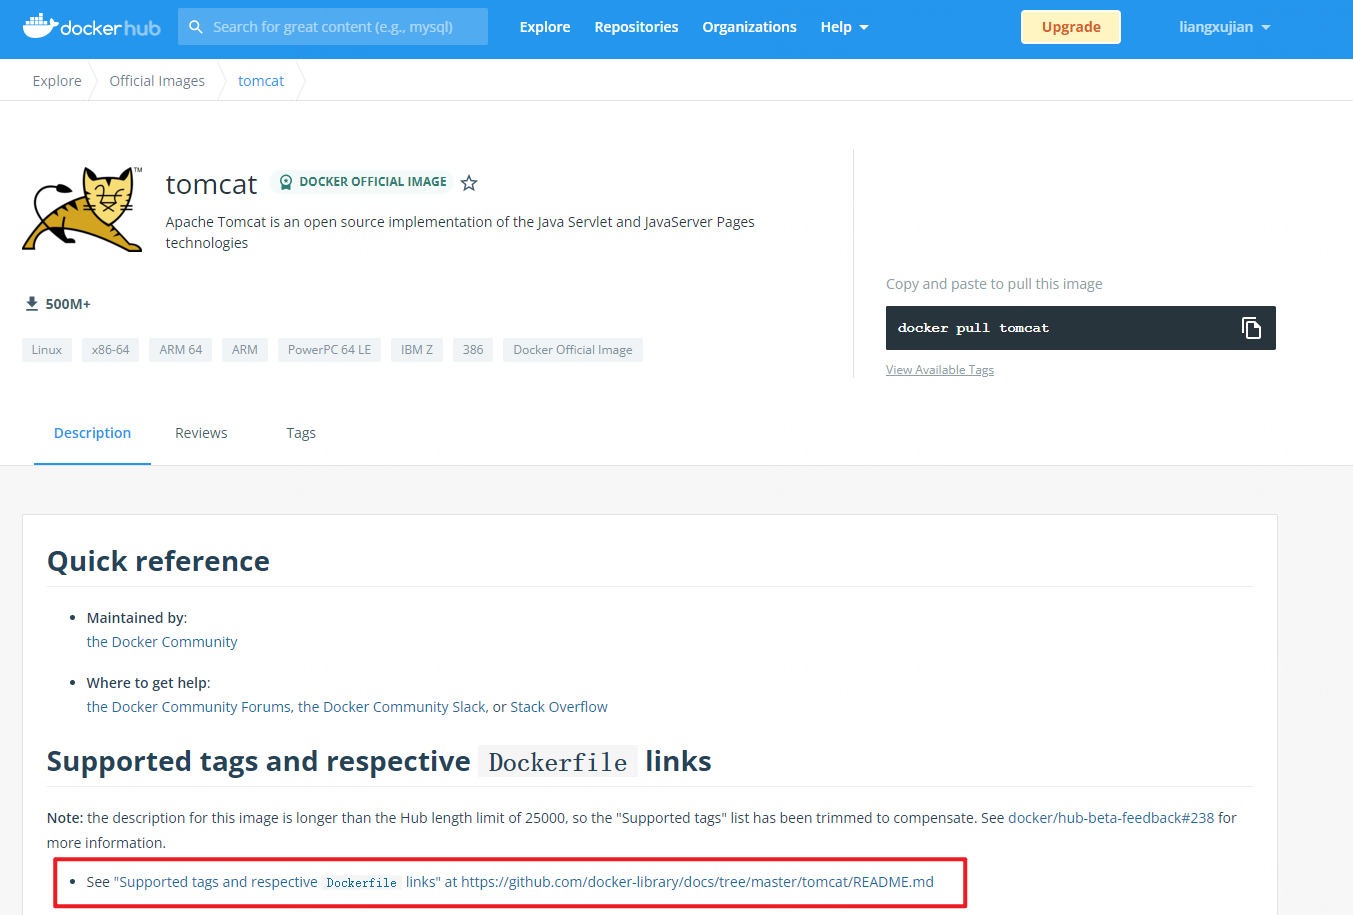 dockerhub Search for great content (e.g., mysql) Explore Repositories Organizations Help Upgrade liangxujian
Explore Official Images tomcat
TM
tomcat DOCKER OFFICIAL IMAGE
Apache Tomcat is an open source implementation of the Java Servlet and JavaServer Pages
technologies
500M+
Linux x86-64 ARM 64 ARM PowerPC 64 LE IBM Z 386 Docker Official Image
Copy and paste to pull this image
docker pull tomcat
View Available Tags
Description Reviews Tags
Quick reference
• Maintained by:
the Docker Community
• Where to get help:
the Docker Community Forums, the Docker Community Slack, or Stack Overflow
Supported tags and respective Dockerfile links
Note: the description for this image is longer than the Hub length limit of 25000, so the "Supported tags" list has been trimmed to compensate. See docker/hub-beta-feedback#238 for
more information.
• See "Supported tags and respective Dockerfile links" at https://github.com/docker-library/docs/tree/master/tomcat/README.md